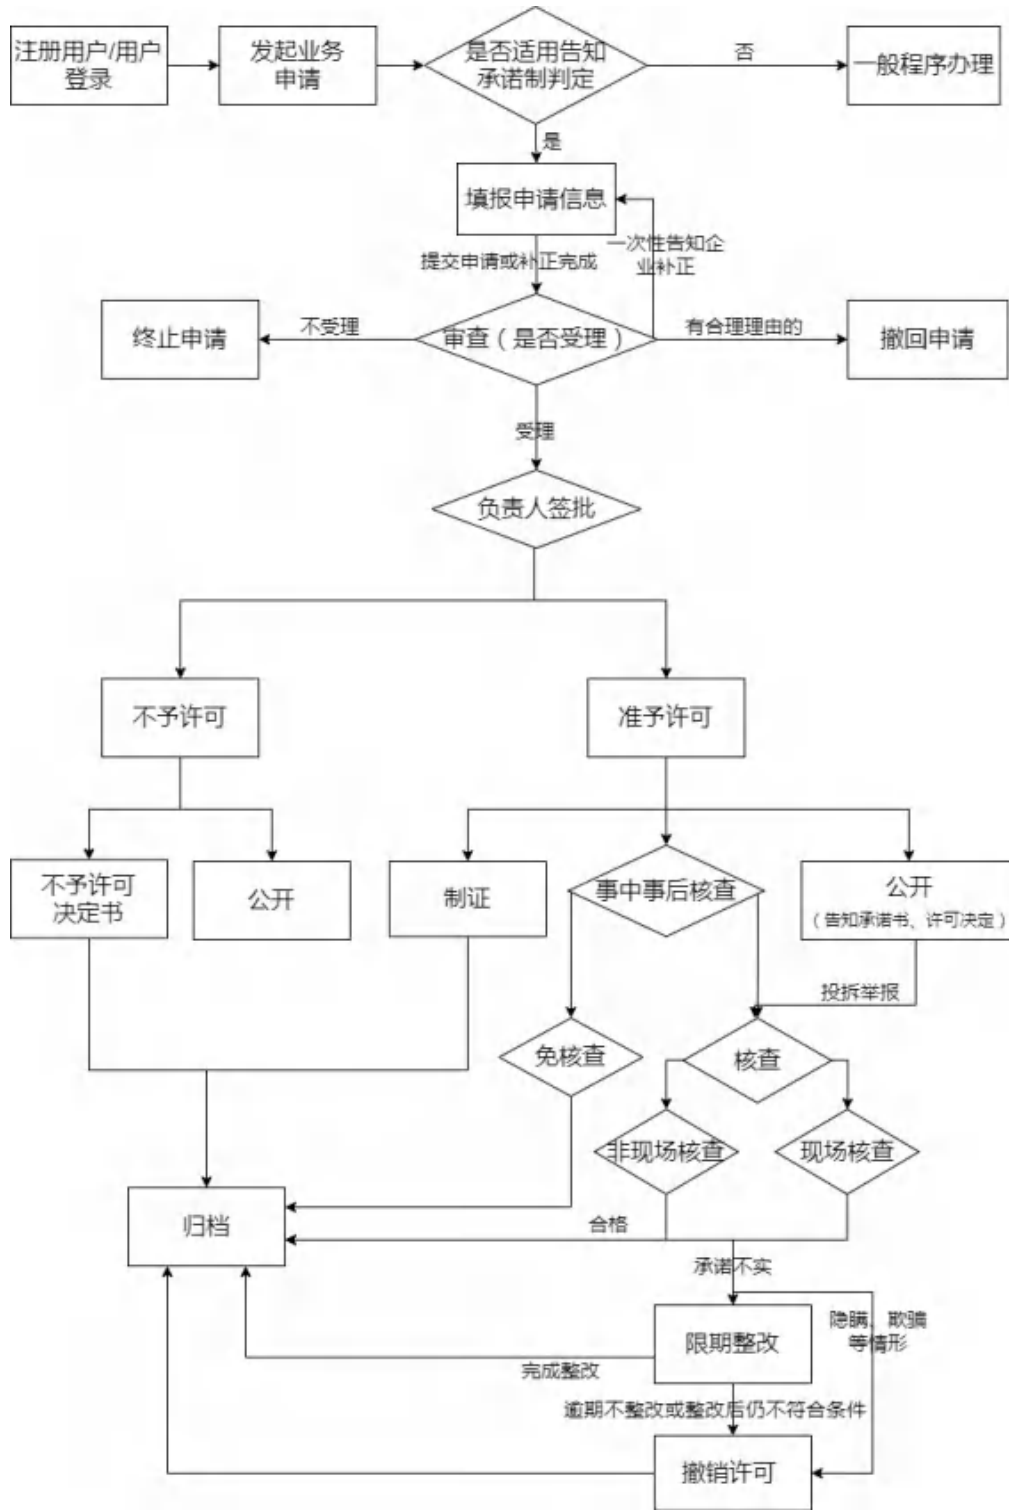 注册用户/用户
登录
发起业务
申请
是否适用告知
承诺制判定
否
一般程序办理
是
填报申请信息
提交申请或补正完成
一次性告知企
业补正
终止申请
不受理
审查（是否受理）
有合理理由的
撤回申请
受理
负责人签批
不予许可
准予许可
不予许可
决定书
公开
制证
事中事后核查
公开
（告知承诺书、许可决定）
投拆举报
免核查
核查
非现场核查
现场核查
归档
合格
承诺不实
隐瞒、欺骗
等情形
限期整改
完成整改
逾期不整改或整改后仍不符合条件
撤销许可